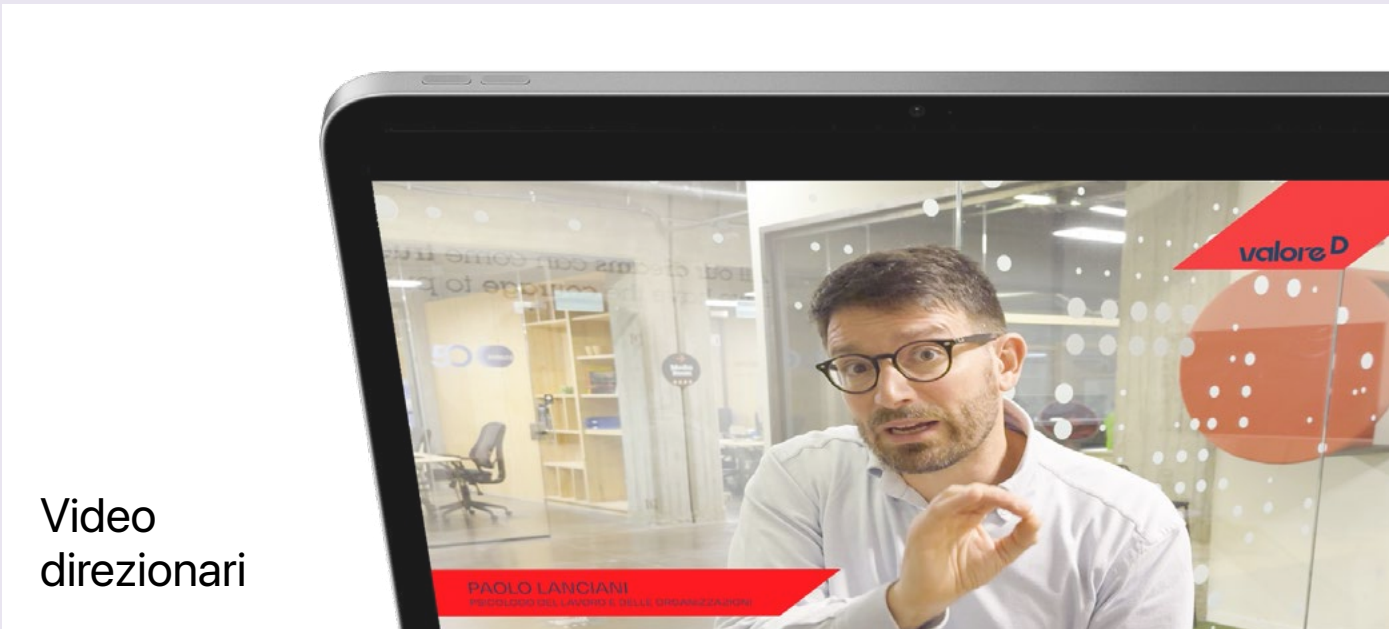 valore D
Video
direzionari
PAOLO LANCIANI
PSICOLOGO DEL LAVORO E DELLE ORGANIZZAZIONI